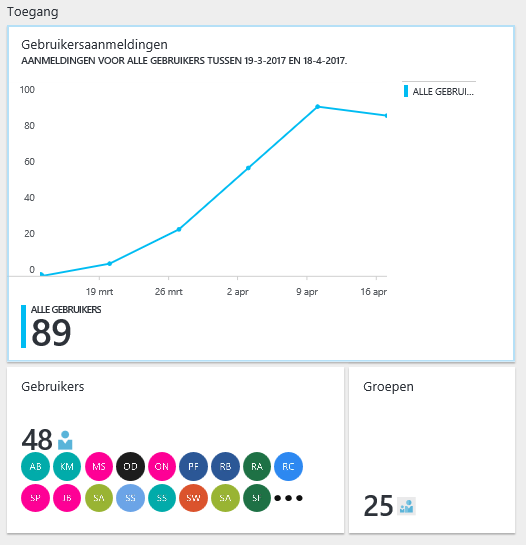 Toegang
Gebruikersaanmeldingen
AANMELDINGEN VOOR ALLE GEBRUIKERS TUSSEN 19-3-2017 EN 18-4-2017.
100
ALLE GEBRUI...
80
60
40
20
0
19 mrt 26 mrt 2 apr 9 apr 16 apr
ALLE GEBRUIKERS
89
Gebruikers
Groepen
48
AB KM MS OD ON PF RB RA RC
SP JB SA SS SS SW SA SF
25